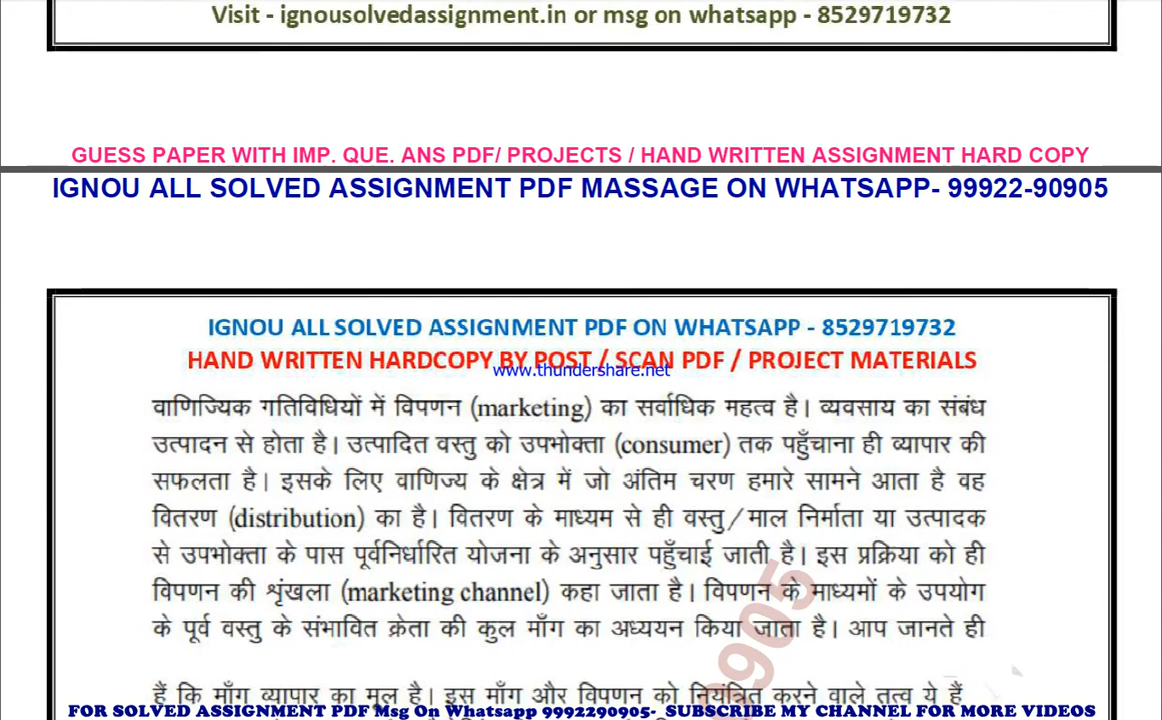 Visit - ignousolvedassignment.in or msg on whatsapp - 8529719732
GUESS PAPER WITH IMP. QUE. ANS PDF/ PROJECTS / HAND WRITTEN ASSIGNMENT HARD COPY
IGNOU ALL SOLVED ASSIGNMENT PDF MASSAGE ON WHATSAPP- 99922-90905
IGNOU ALL SOLVED ASSIGNMENT PDF ON WHATSAPP - 8529719732
HAND WRITTEN HARDCOPY BY POST / SCAN PDF / PROJECT MATERIALS
www.thundershare.net
वाणिज्यिक गतिविधियों में विपणन (marketing) का सर्वाधिक महत्व है। व्यवसाय का संबंध
उत्पादन से होता है। उत्पादित वस्तु को उपभोक्ता (consumer) तक पहुँचाना ही व्यापार की
सफलता है। इसके लिए वाणिज्य के क्षेत्र में जो अंतिम चरण हमारे सामने आता है वह
वितरण (distribution) का है। वितरण के माध्यम से ही वस्तु/माल निर्माता या उत्पादक
से उपभोक्ता के पास पूर्वनिर्धारित योजना के अनुसार पहुँचाई जाती है। इस प्रक्रिया को ही
विपणन की शृंखला (marketing channel) कहा जाता है। विपणन के माध्यमों के उपयोग
के पूर्व वस्तु के संभावित क्रेता की कुल माँग का अध्ययन किया जाता है। आप जानते ही
हैं कि माँग व्यापार का मूल है। इस माँग और विपणन को नियंत्रित करने वाले तत्व ये हैं
0905
FOR SOLVED ASSIGNMENT PDF Msg On Whatsapp 9992290905- SUBSCRIBE MY CHANNEL FOR MORE VIDEOS